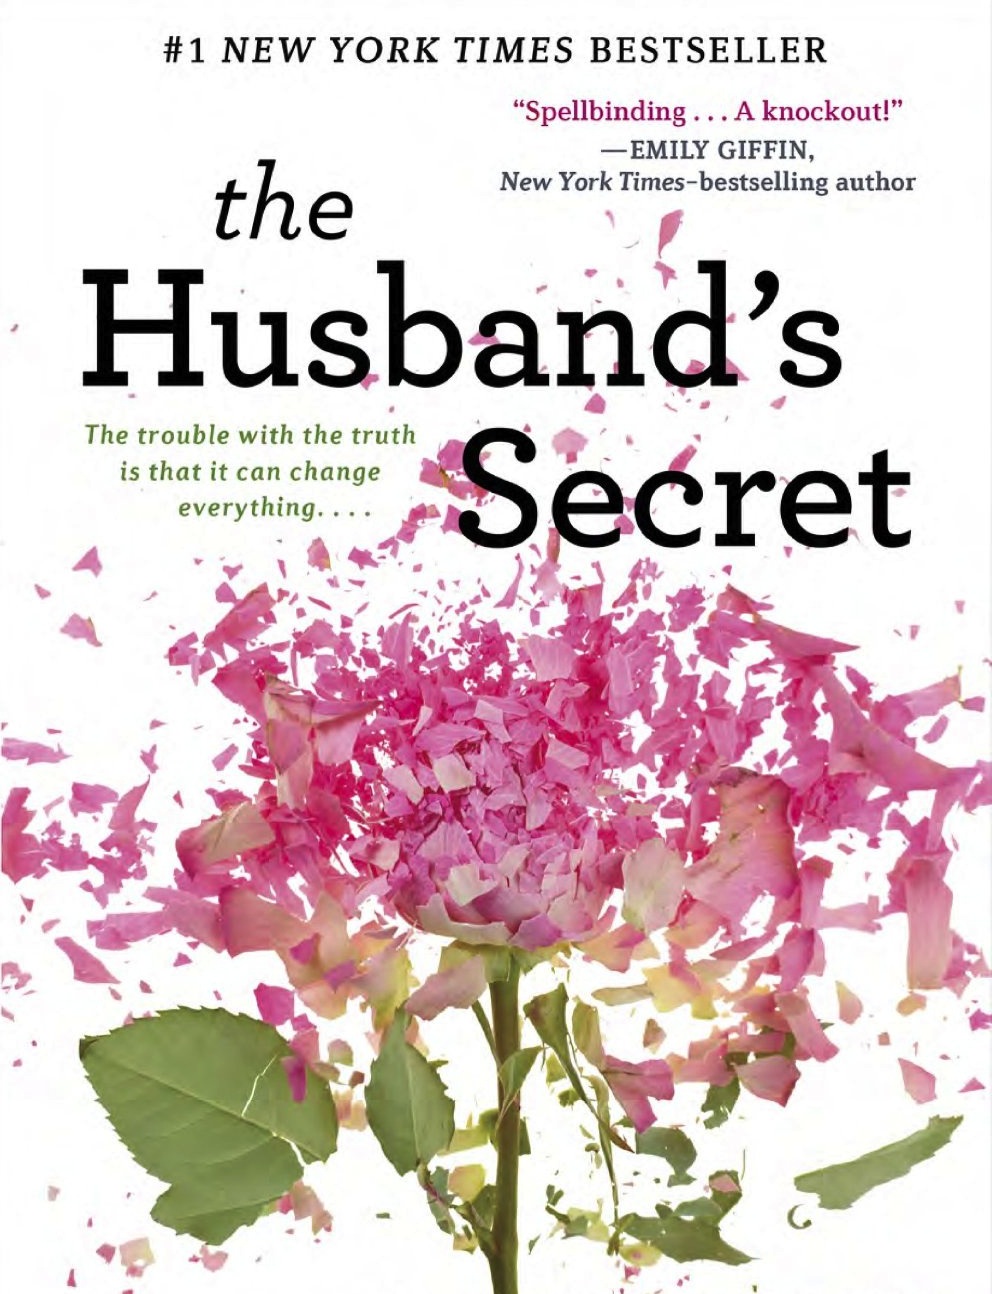 #1 NEW YORK TIMES BESTSELLER
“Spellbinding . . . A knockout!”
—EMILY GIFFIN,
New York Times–bestselling author
the
Husband’s
Secret
The trouble with the truth
is that it can change
everything. . . .